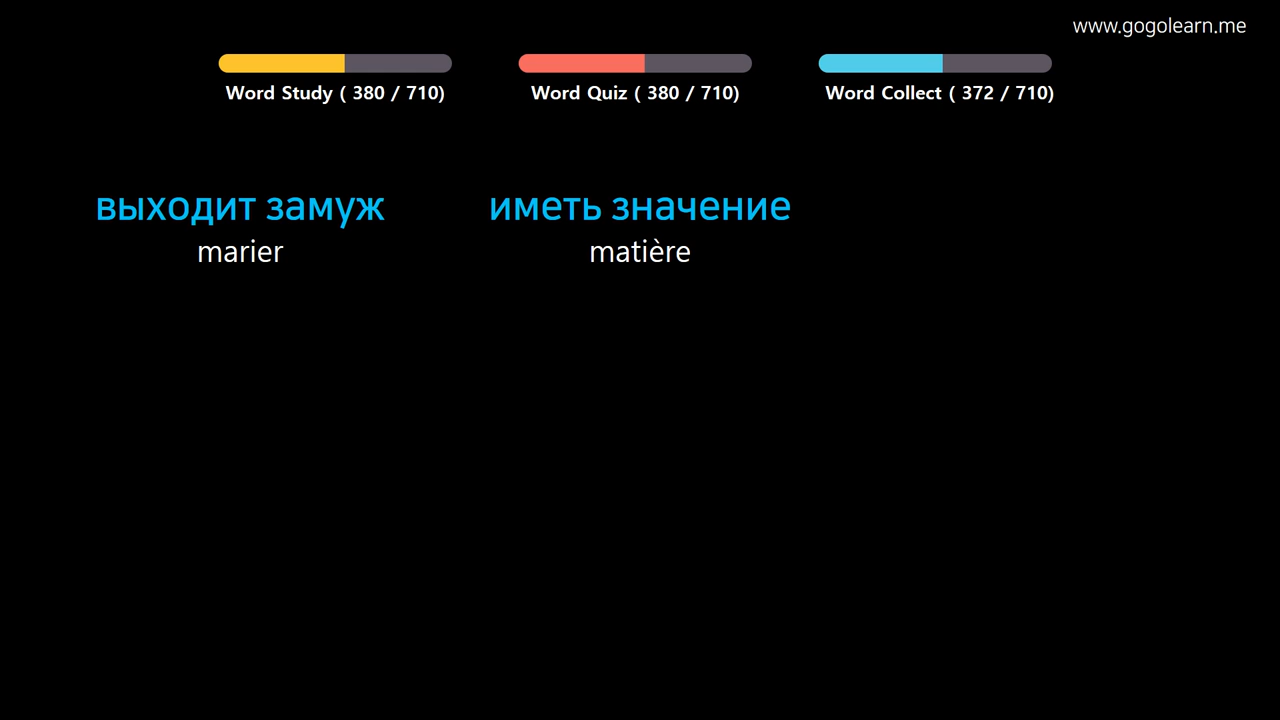 www.gogolearn.me
Word Study ( 380 / 710)
Word Quiz ( 380 / 710)
Word Collect ( 372 / 710)
выходит замуж
marier
иметь значение
matière